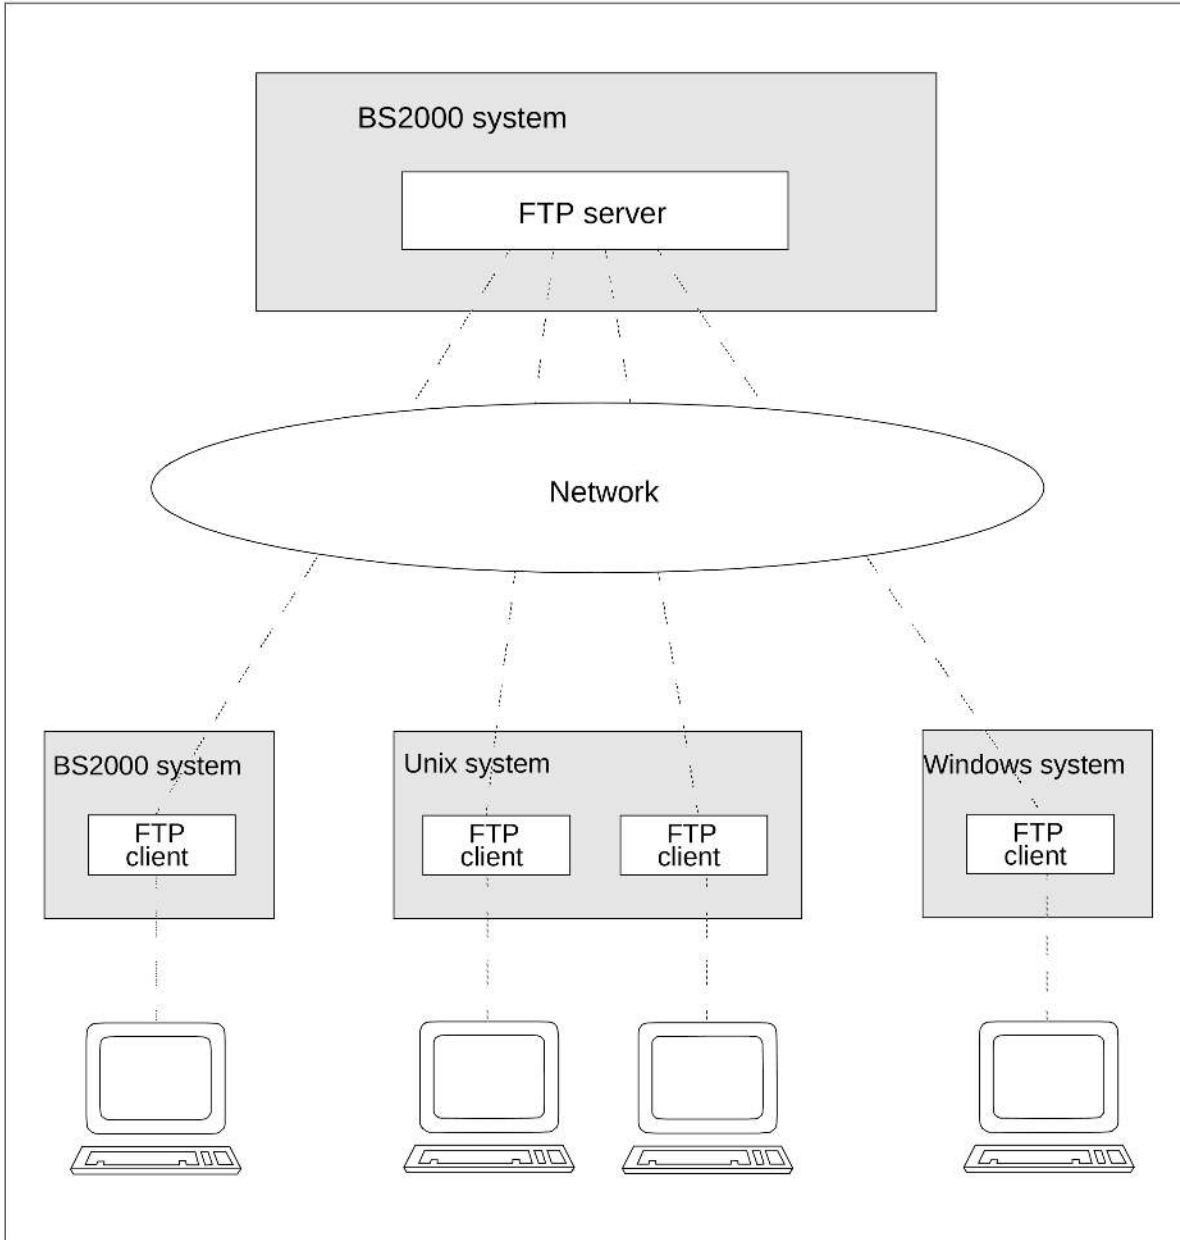 BS2000 system
FTP server
Network
BS2000 system
Unix system
Windows system
FTP
client
FTP
client
FTP
client
FTP
client